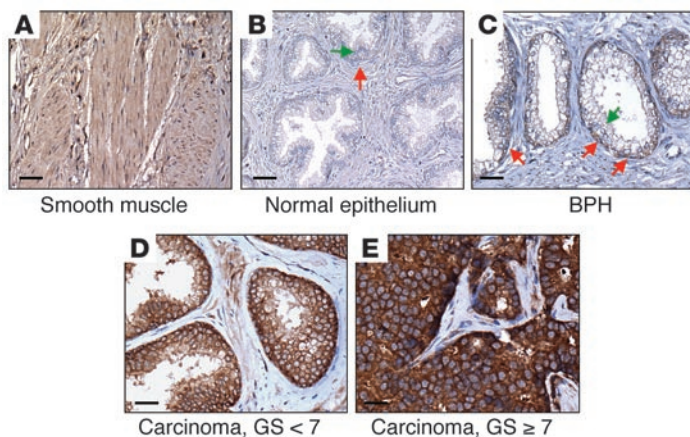 A
B
C
Smooth muscle
Normal epithelium
BPH
D
E
Carcinoma, GS < 7
Carcinoma, GS ≥ 7